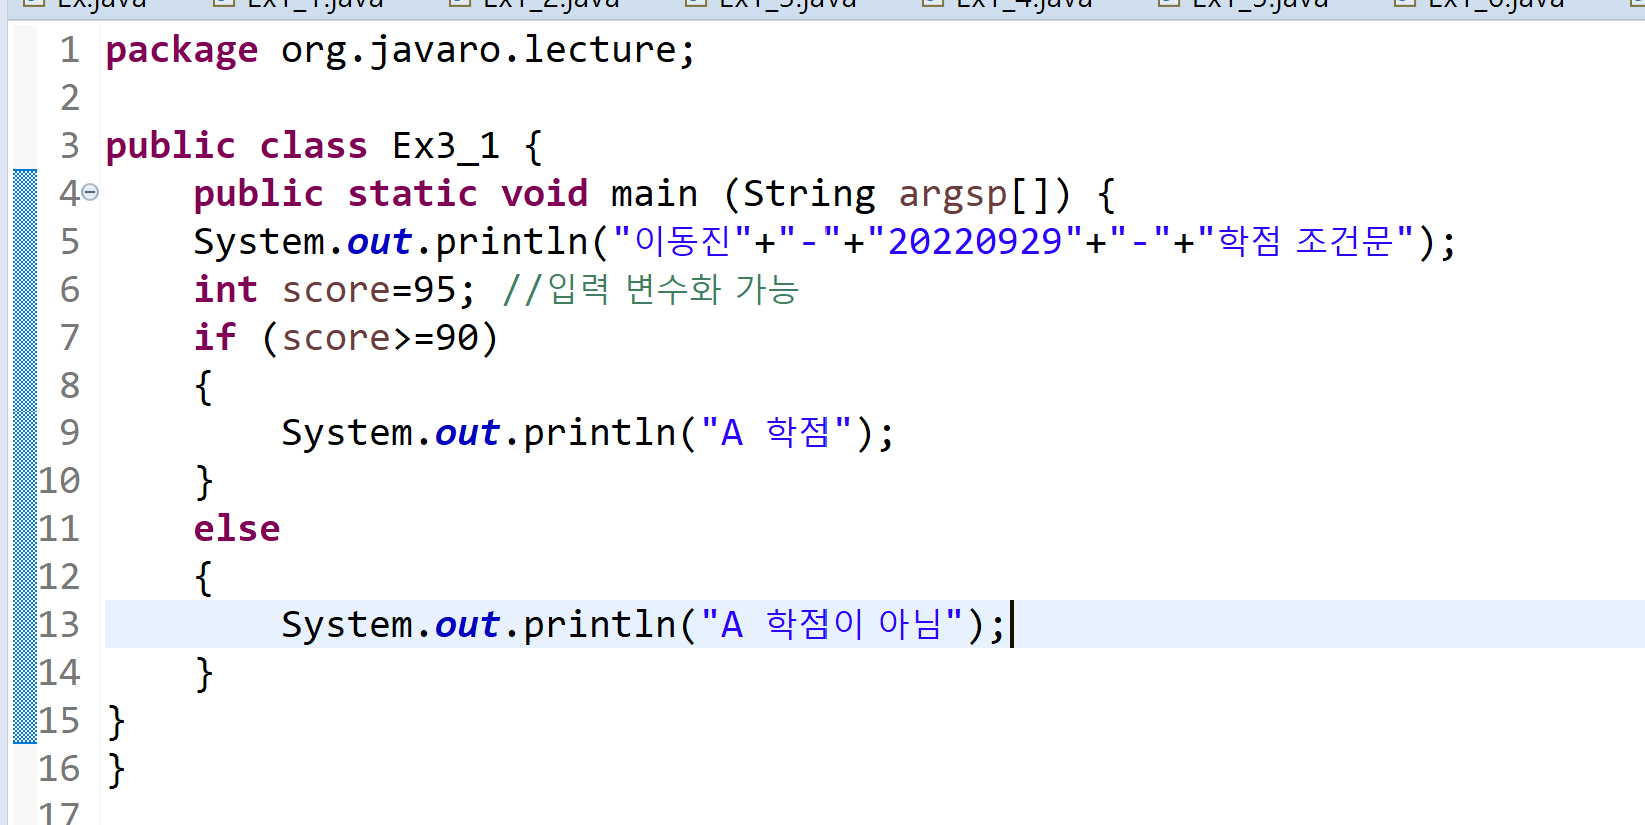 Ex.java Ex1_1.java Ex1_2.java Ex1_3.java Ex1_4.java Ex1_5.java Ex1_6.java
1 package org.javaro.lecture;
2
3 public class Ex3_1 {
4 public static void main (String argsp[]) {
5 System.out.println("이동진"+"-"+"20220929"+"-"+"학점 조건문");
6 int score=95; //입력 변수화 가능
7 if (score>=90)
8 {
9 System.out.println("A 학점");
10 }
11 else
12 {
13 System.out.println("A 학점이 아님");
14 }
15 }
16 }
17